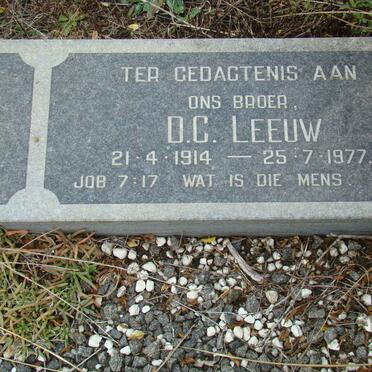 TER GEDAGTENIS AAN
ONS BROER,
D.C. LEEUW
21·4·1914 — 25·7·1977.
JOB 7:17 WAT IS DIE MENS.